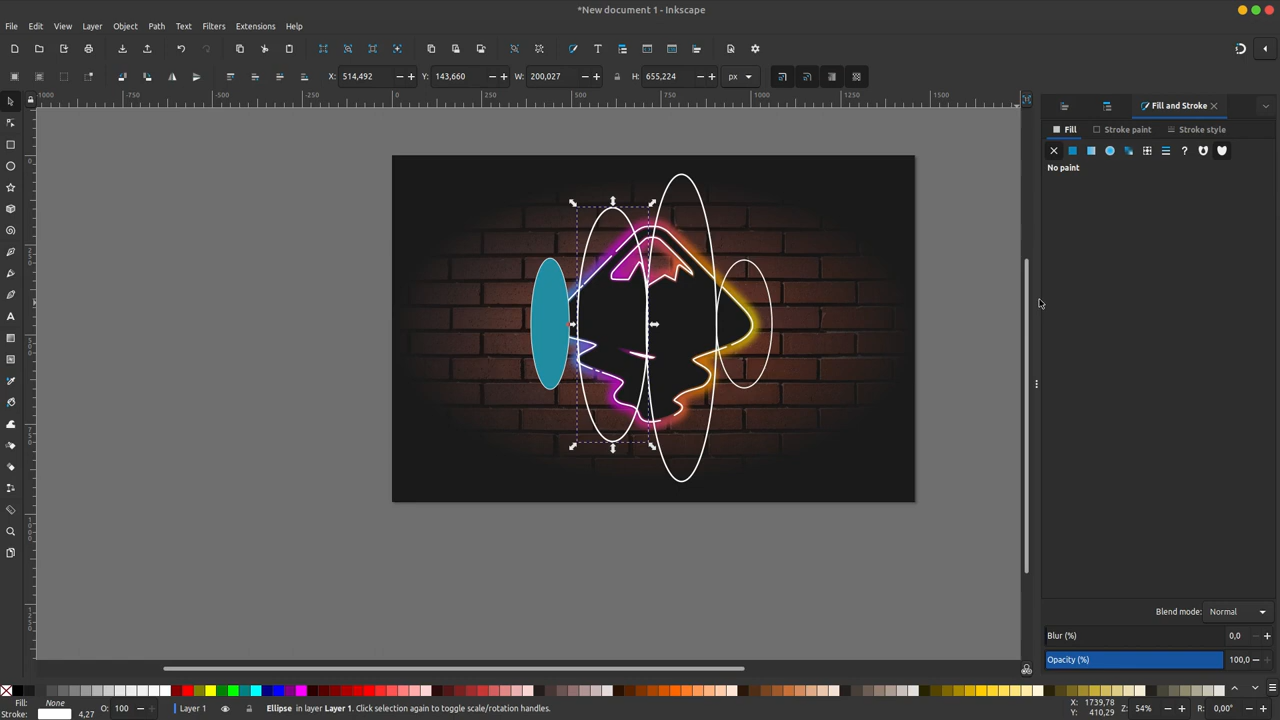 *New document 1 - Inkscape
File Edit View Layer Object Path Text Filters Extensions Help
X: 514,492 Y: 143,660 W: 200,027 H: 655,224 px
-1000 -750 -500 -250 0 250 500 750 1000 1250 1500
Fill and Stroke
Fill Stroke paint Stroke style
No paint
Blend mode: Normal
Blur (%) 0,0
Opacity (%) 100,0
Fill: None O: 100 Layer 1 Ellipse in layer Layer 1. Click selection again to toggle scale/rotation handles. X: 1739,78 Z: 54% R: 0,00°
Stroke: 4,27 Y: 410,29